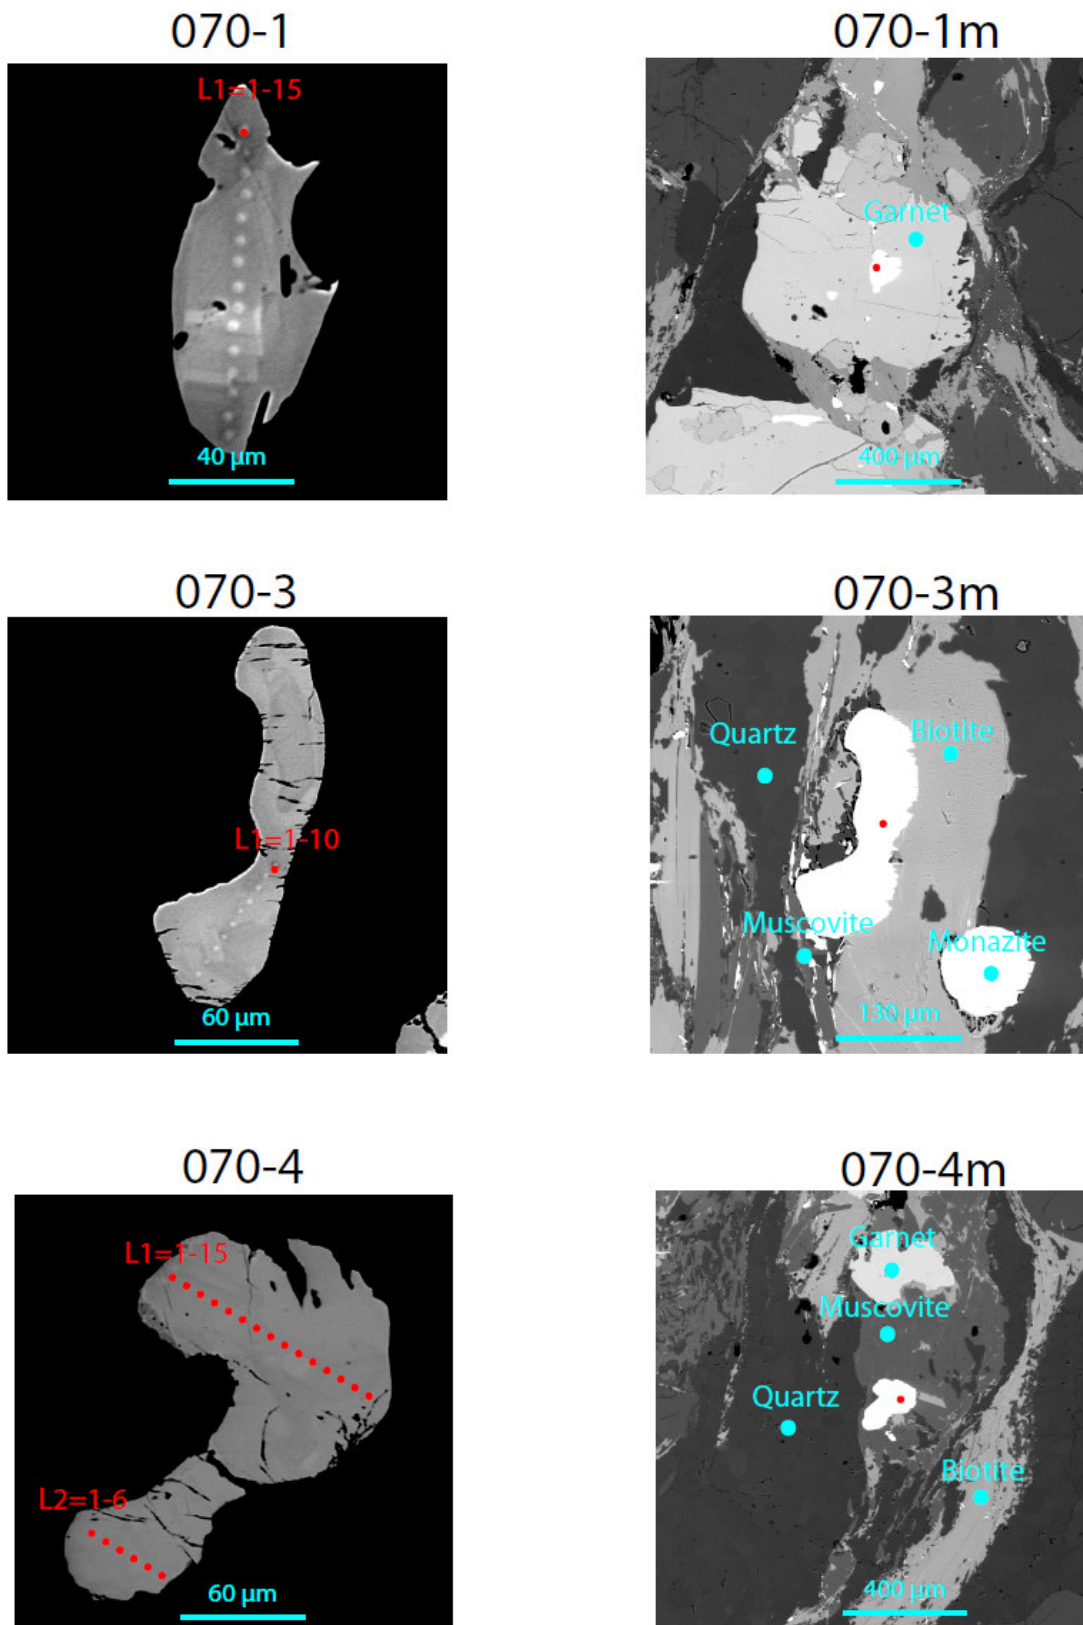 070-1
070-1m
L1=1-15
40 µm
Garnet
400 µm
070-3
070-3m
L1=1-10
60 µm
Quartz
Biotite
Muscovite
Monazite
130 µm
070-4
070-4m
L1=1-15
L2=1-6
60 µm
Garnet
Muscovite
Quartz
Biotite
400 µm